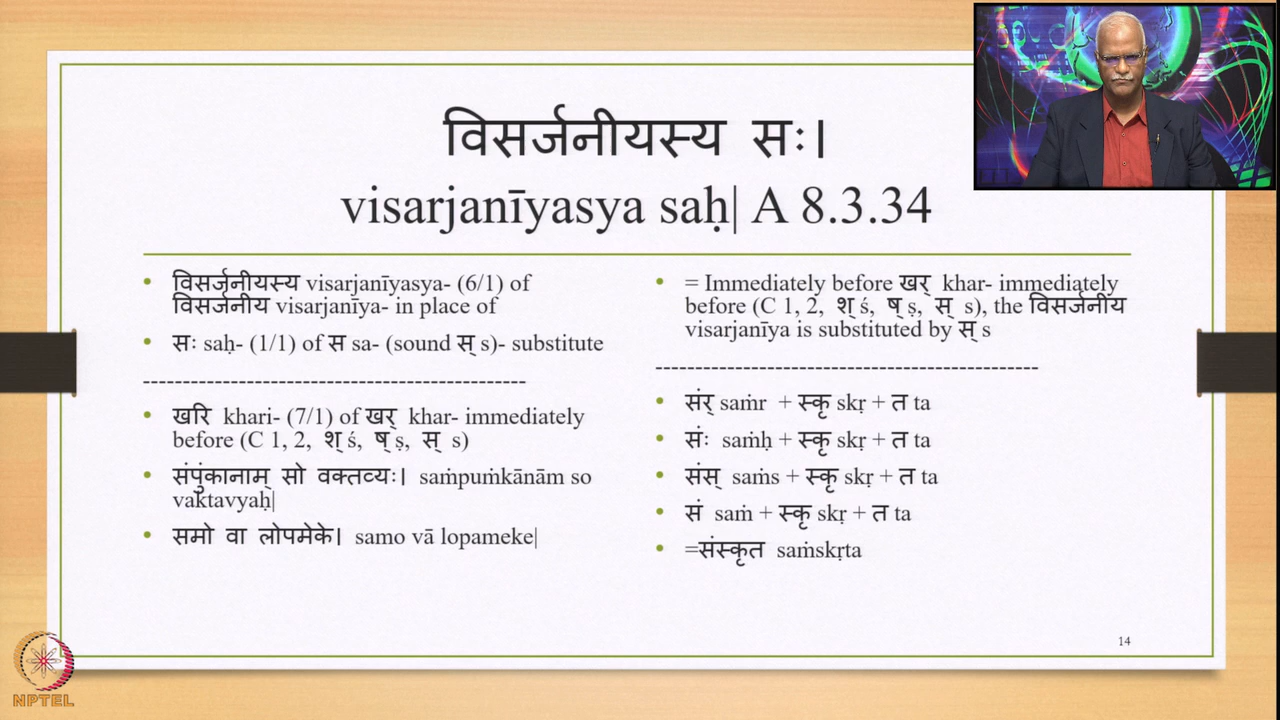 विसर्जनीयस्य सः।
visarjanīyasya saḥ| A 8.3.34
• विसर्जनीयस्य visarjanīyasya- (6/1) of
विसर्जनीय visarjanīya- in place of
• सः saḥ- (1/1) of स sa- (sound स् s)- substitute
-----------------------------------------------
• खरि khari- (7/1) of खर् khar- immediately
before (C 1, 2, श् ś, ष् ṣ, स् s)
• संपुंकानाम् सो वक्तव्यः। saṁpuṁkānām so
vaktavyaḥ|
• समो वा लोपमेके। samo vā lopameke|
• = Immediately before खर् khar- immediately
before (C 1, 2, श् ś, ष् ṣ, स् s), the विसर्जनीय
visarjanīya is substituted by स् s
-----------------------------------------------
• संर् saṁr + स्कृ skṛ + त ta
• संः saṁḥ + स्कृ skṛ + त ta
• संस् saṁs + स्कृ skṛ + त ta
• सं saṁ + स्कृ skṛ + त ta
• =संस्कृत saṁskṛta
14
NPTEL